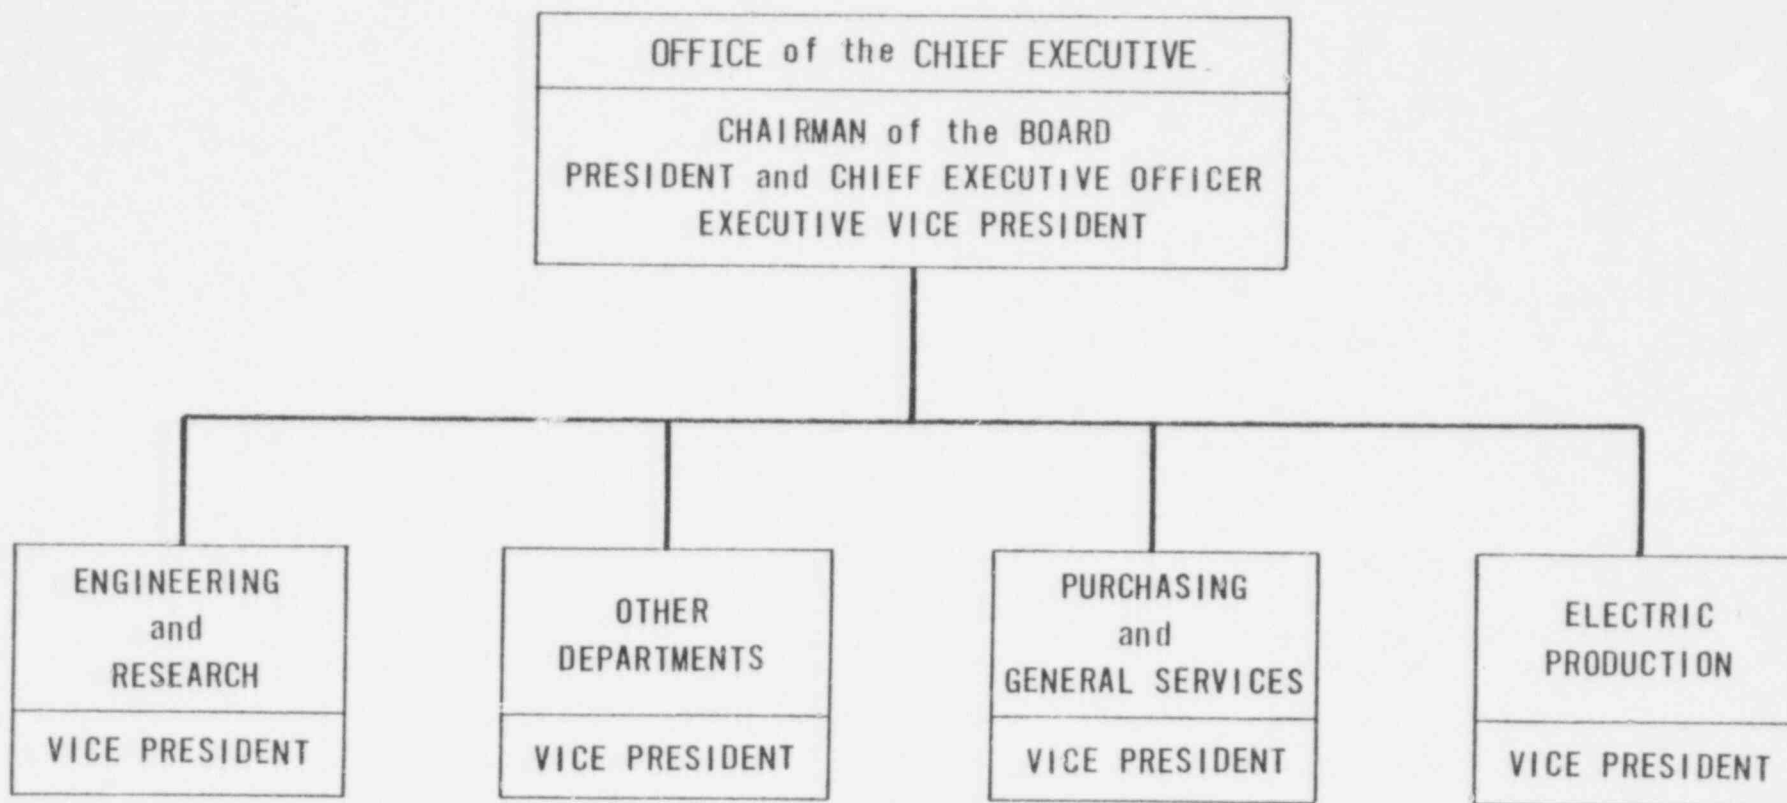 OFFICE of the CHIEF EXECUTIVE
CHAIRMAN of the BOARD
PRESIDENT and CHIEF EXECUTIVE OFFICER
EXECUTIVE VICE PRESIDENT
ENGINEERING
and
RESEARCH
VICE PRESIDENT
OTHER
DEPARTMENTS
VICE PRESIDENT
PURCHASING
and
GENERAL SERVICES
VICE PRESIDENT
ELECTRIC
PRODUCTION
VICE PRESIDENT